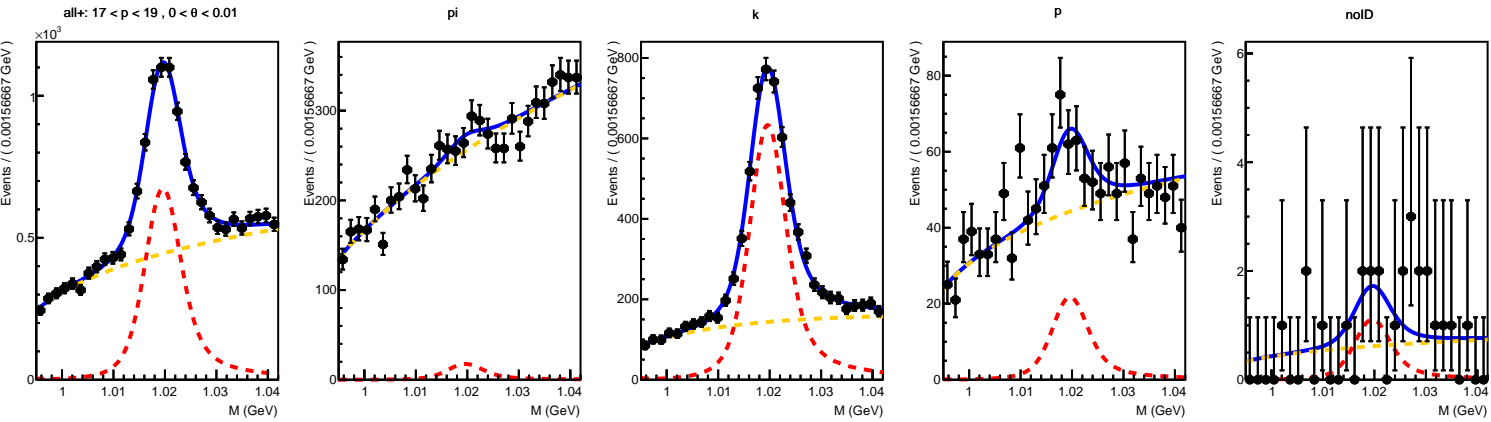 all+: 17 < p < 19 , 0 < θ < 0.01
×10³
Events / ( 0.00156667 GeV )
1
0.5
0
1 1.01 1.02 1.03 1.04
M (GeV)
pi
Events / ( 0.00156667 GeV )
300
200
100
0
1 1.01 1.02 1.03 1.04
M (GeV)
k
Events / ( 0.00156667 GeV )
800
600
400
200
0
1 1.01 1.02 1.03 1.04
M (GeV)
p
Events / ( 0.00156667 GeV )
80
60
40
20
0
1 1.01 1.02 1.03 1.04
M (GeV)
noID
Events / ( 0.00156667 GeV )
6
4
2
0
1 1.01 1.02 1.03 1.04
M (GeV)